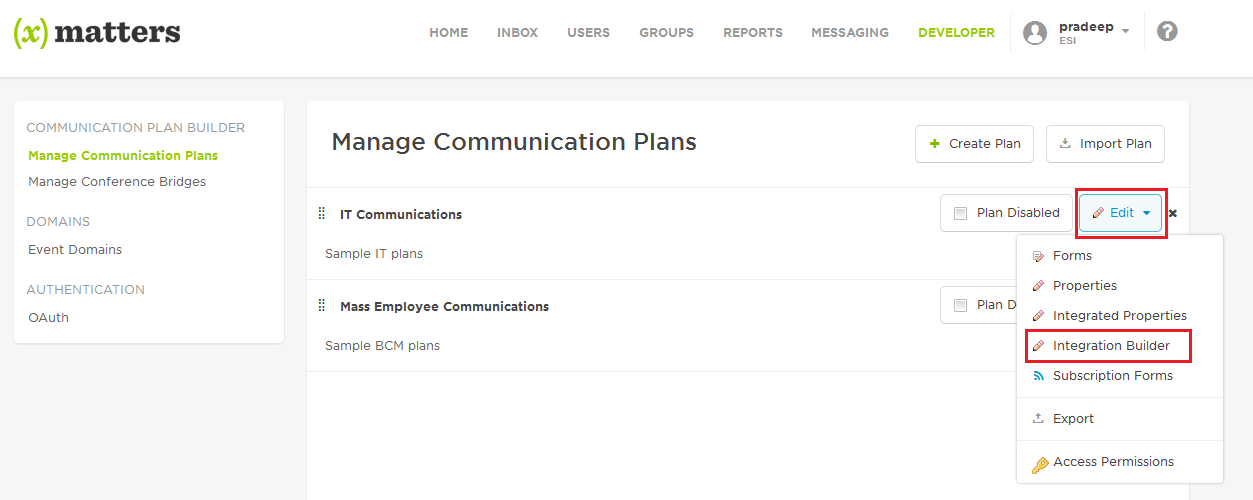 (x) matters
HOME INBOX USERS GROUPS REPORTS MESSAGING DEVELOPER
pradeep
ESI
?
COMMUNICATION PLAN BUILDER
Manage Communication Plans
Manage Conference Bridges
DOMAINS
Event Domains
AUTHENTICATION
OAuth
Manage Communication Plans
Create Plan
Import Plan
IT Communications
Plan Disabled
Edit
Sample IT plans
Mass Employee Communications
Plan D
Sample BCM plans
Forms
Properties
Integrated Properties
Integration Builder
Subscription Forms
Export
Access Permissions